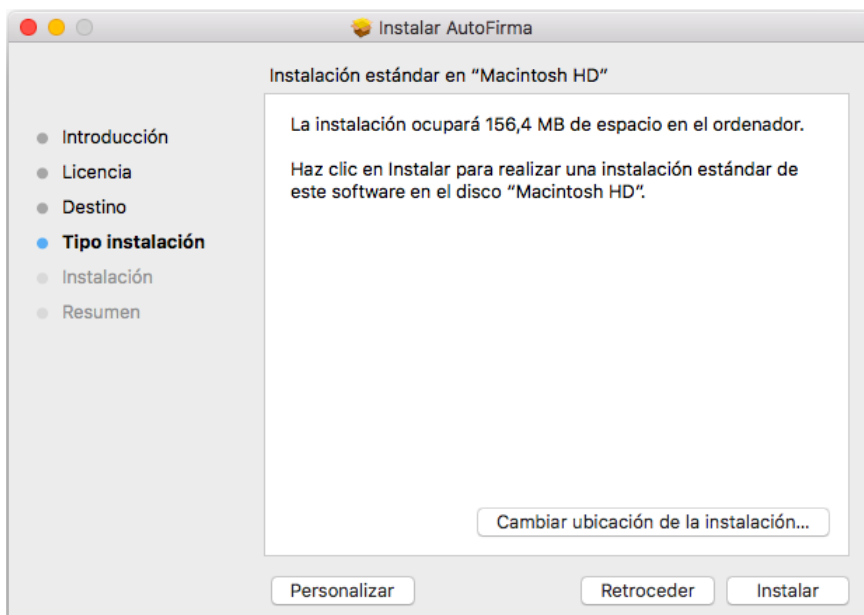 Instalar AutoFirma
Instalación estándar en “Macintosh HD”
Introducción
Licencia
Destino
Tipo instalación
Instalación
Resumen
La instalación ocupará 156,4 MB de espacio en el ordenador.
Haz clic en Instalar para realizar una instalación estándar de
este software en el disco “Macintosh HD”.
Cambiar ubicación de la instalación...
Personalizar
Retroceder
Instalar